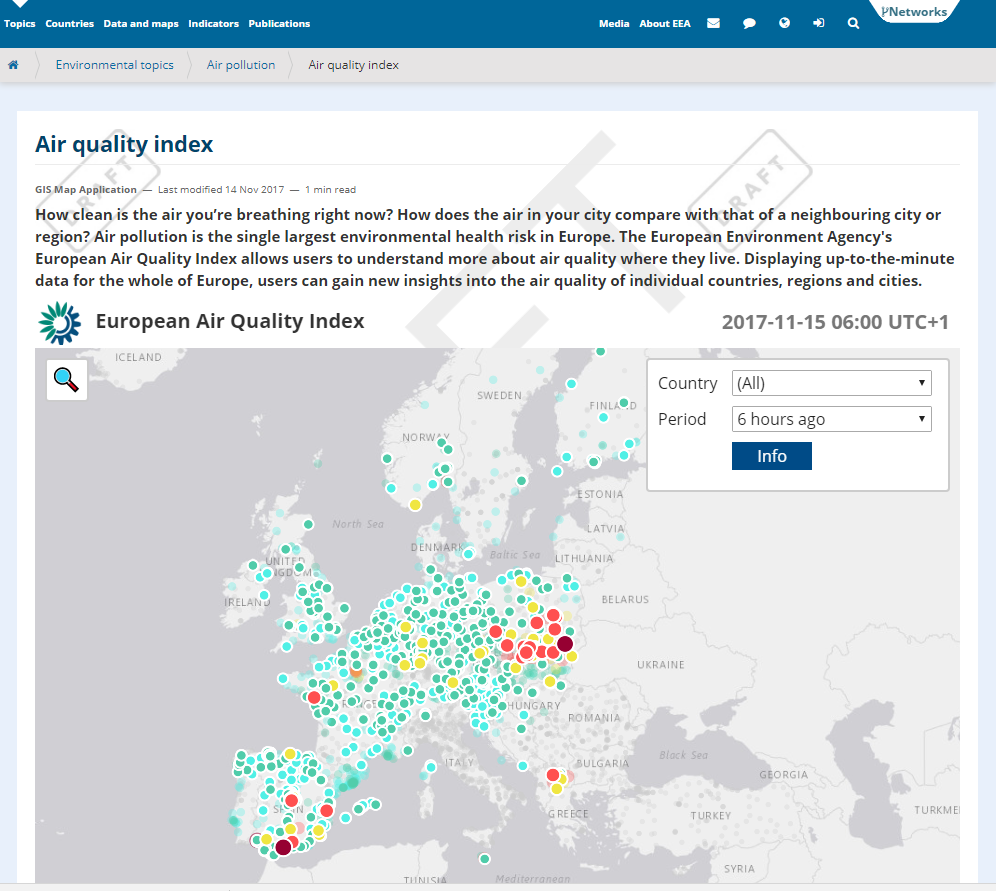 Topics Countries Data and maps Indicators Publications Media About EEA Networks
Environmental topics Air pollution Air quality index
Air quality index
GIS Map Application — Last modified 14 Nov 2017 — 1 min read
How clean is the air you’re breathing right now? How does the air in your city compare with that of a neighbouring city or
region? Air pollution is the single largest environmental health risk in Europe. The European Environment Agency's
European Air Quality Index allows users to understand more about air quality where they live. Displaying up-to-the-minute
data for the whole of Europe, users can gain new insights into the air quality of individual countries, regions and cities.
DRAFT
DRAFT
European Air Quality Index
2017-11-15 06:00 UTC+1
Country (All)
Period 6 hours ago
Info
ICELAND
SWEDEN
FINLAND
NORWAY
ESTONIA
North Sea
LATVIA
DENMARK
Baltic Sea
LITHUANIA
UNITED
KINGDOM
IRELAND
BELARUS
UKRAINE
FRANCE
HUNGARY
ROMANIA
ITALY
BULGARIA
Black Sea
GEORGIA
SPAIN
GREECE
TURKEY
TURKME
SYRIA
TUNISIA
Mediterranean